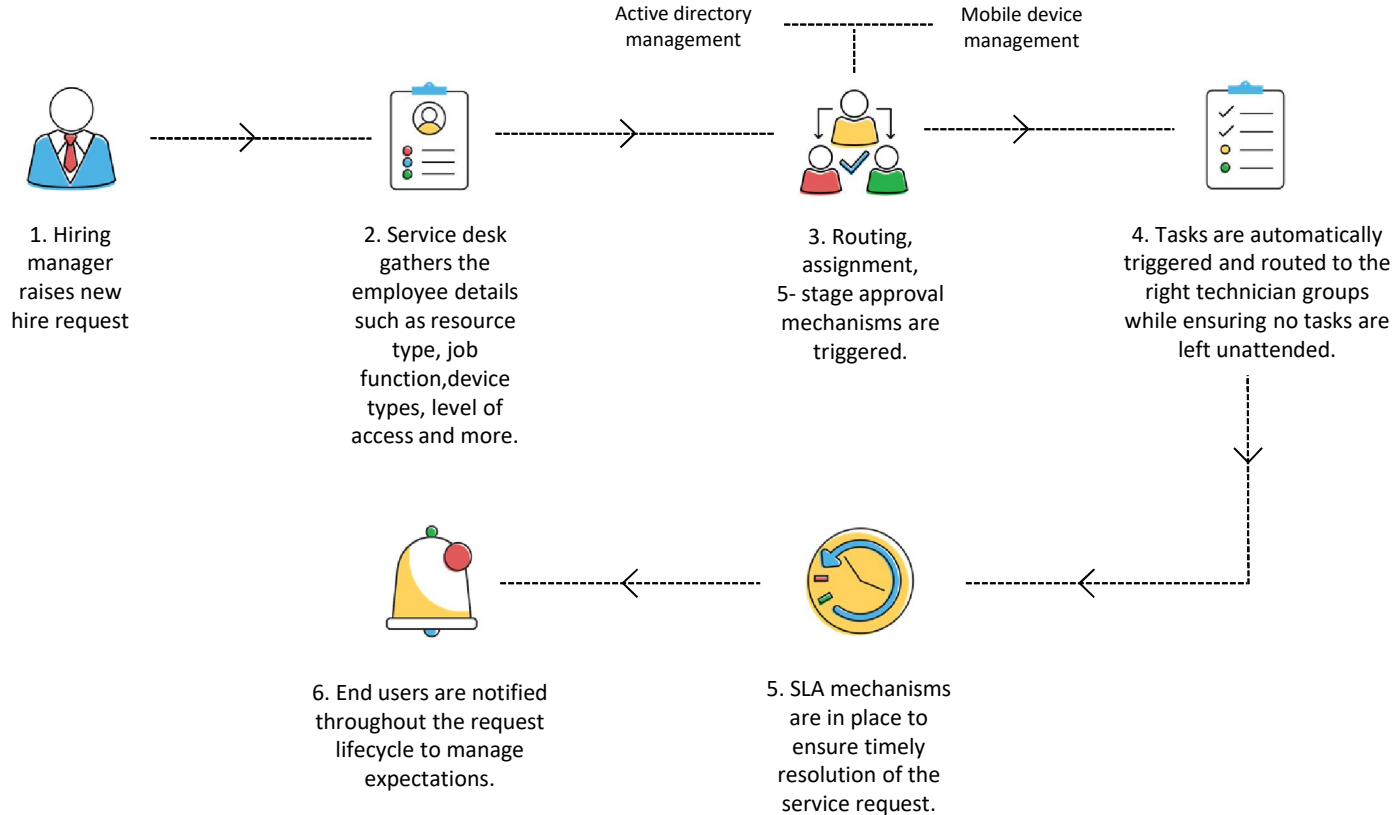 Active directory
management
Mobile device
management
1. Hiring
manager
raises new
hire request
2. Service desk
gathers the
employee details
such as resource
type, job
function,device
types, level of
access and more.
3. Routing,
assignment,
5- stage approval
mechanisms are
triggered.
4. Tasks are automatically
triggered and routed to the
right technician groups
while ensuring no tasks are
left unattended.
5. SLA mechanisms
are in place to
ensure timely
resolution of the
service request.
6. End users are notified
throughout the request
lifecycle to manage
expectations.